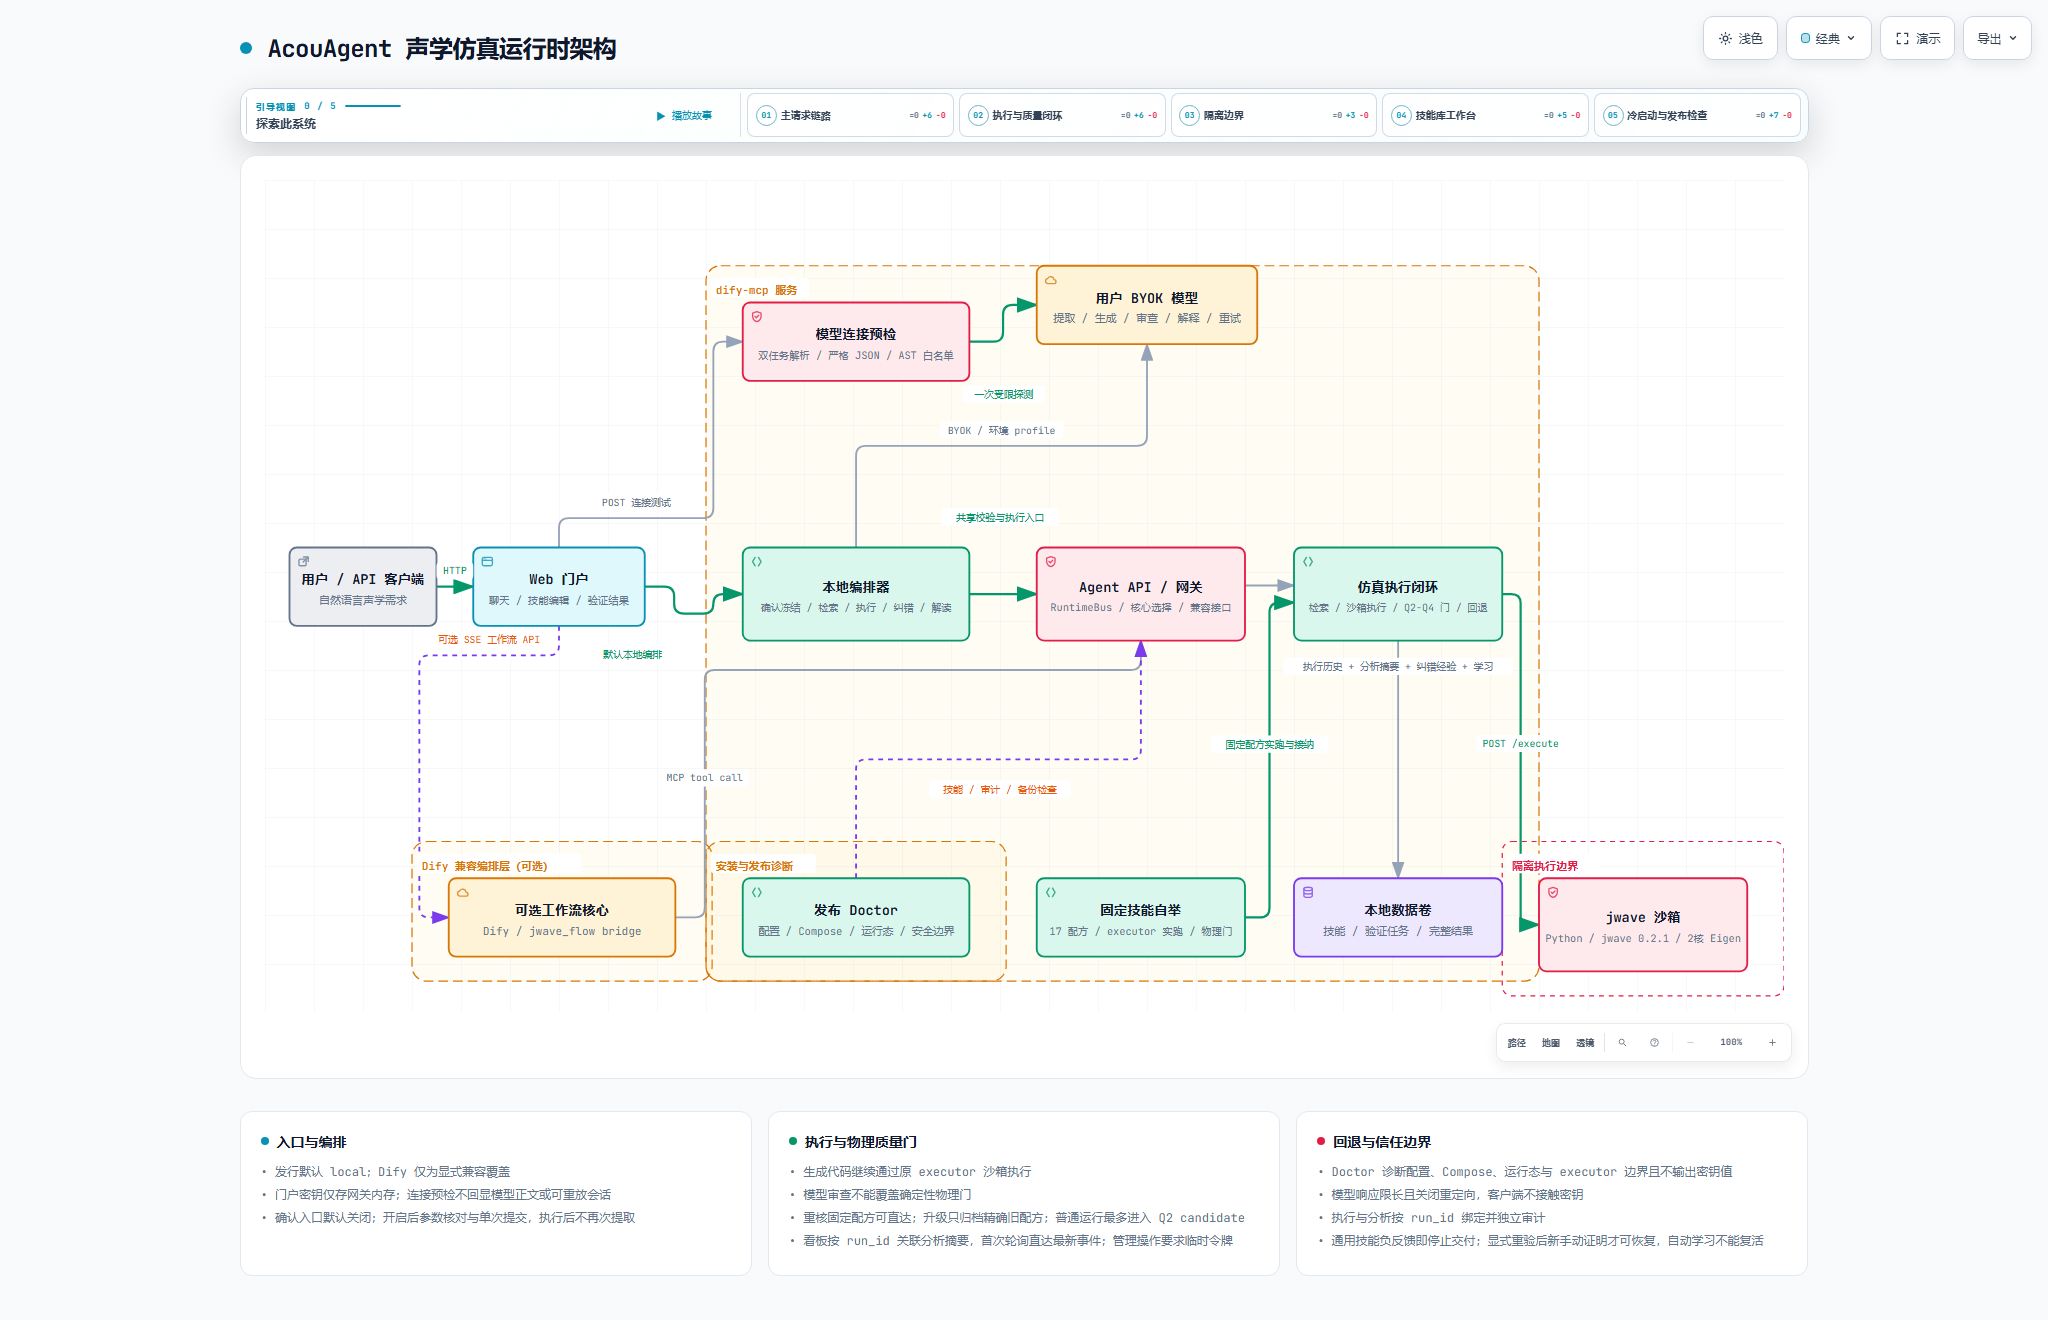 AcouAgent 声学仿真运行时架构
浅色
经典
演示
导出
引导视图 0 / 5
探索此系统
播放故事
01 主请求链路 =0 +6 -0
02 执行与质量闭环 =0 +6 -0
03 隔离边界 =0 +3 -0
04 技能库工作台 =0 +5 -0
05 冷启动与发布检查 =0 +7 -0
dify-mcp 服务
用户 BYOK 模型
提取 / 生成 / 审查 / 解释 / 重试
模型连接预检
双任务解析 / 严格 JSON / AST 白名单
一次受限探测
BYOK / 环境 profile
POST 连接测试
共享校验与执行入口
用户 / API 客户端
自然语言声学需求
HTTP
Web 门户
聊天 / 技能编辑 / 验证结果
本地编排器
确认冻结 / 检索 / 执行 / 纠错 / 解读
Agent API / 网关
RuntimeBus / 核心选择 / 兼容接口
仿真执行闭环
检索 / 沙箱执行 / Q2-Q4 门 / 回退
可选 SSE 工作流 API
默认本地编排
执行历史 + 分析摘要 + 纠错经验 + 学习
固定配方实施与接纳
POST /execute
MCP tool call
技能 / 审计 / 备份检查
Dify 兼容编排层 (可选)
安装与发布诊断
隔离执行边界
可选工作流核心
Dify / jwave_flow bridge
发布 Doctor
配置 / Compose / 运行态 / 安全边界
固定技能自举
17 配方 / executor 实施 / 物理门
本地数据卷
技能 / 验证任务 / 完整结果
jwave 沙箱
Python / jwave 0.2.1 / 2核 Eigen
路径
地图
透镜
100%
入口与编排
• 发行默认 local；Dify 仅为显式兼容覆盖
• 门户密钥仅存网关内存；连接预检不回显模型正文或可重放会话
• 确认入口默认关闭；开启后参数核对与单次提交，执行后不再次提取
执行与物理质量门
• 生成代码继续通过原 executor 沙箱执行
• 模型审查不能覆盖确定性物理门
• 重核固定配方可直达；升级只归档精确旧配方；普通运行最多进入 Q2 candidate
• 看板按 run_id 关联分析摘要，首次轮询直达最新事件；管理操作要求临时令牌
回退与信任边界
• Doctor 诊断配置、Compose、运行态与 executor 边界且不输出密钥值
• 模型响应限长且关闭重定向，客户端不接触密钥
• 执行与分析按 run_id 绑定并独立审计
• 通用技能负反馈即停止交付；显式重验后新手动证明才可恢复，自动学习不能复活